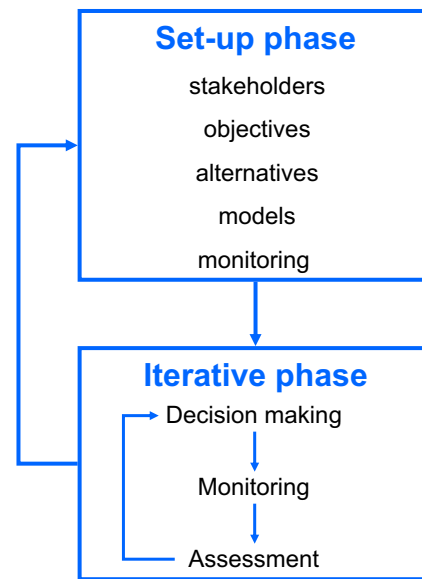 Set-up phase
stakeholders
objectives
alternatives
models
monitoring
Iterative phase
Decision making
Monitoring
Assessment